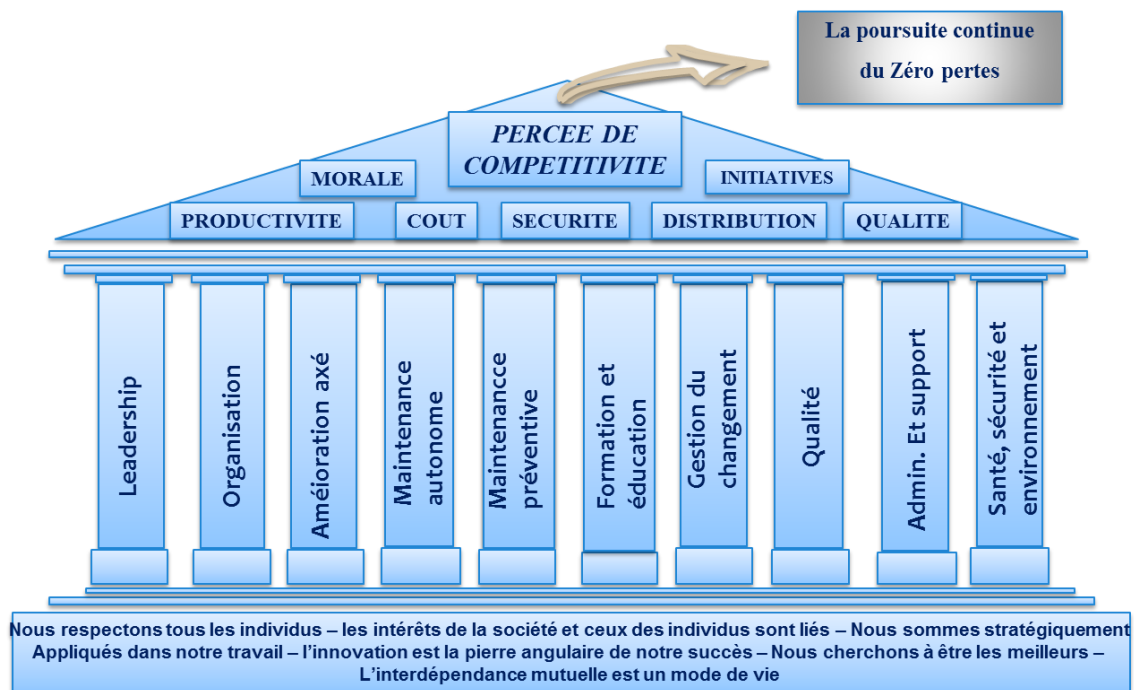 La poursuite continue
du Zéro pertes
PERCEE DE
COMPETITIVITE
MORALE
INITIATIVES
PRODUCTIVITE
COUT
SECURITE
DISTRIBUTION
QUALITE
Leadership
Organisation
Améioration axé
Maintenance
autonome
Maintenancce
préventive
Formation et
éducation
Gestion du
changement
Qualité
Admin. Et support
Santé, sécurité et
environnement
Nous respectons tous les individus – les intérêts de la société et ceux des individus sont liés – Nous sommes stratégiquement
Appliqués dans notre travail – l’innovation est la pierre angulaire de notre succès – Nous cherchons à être les meilleurs –
L’interdépendance mutuelle est un mode de vie